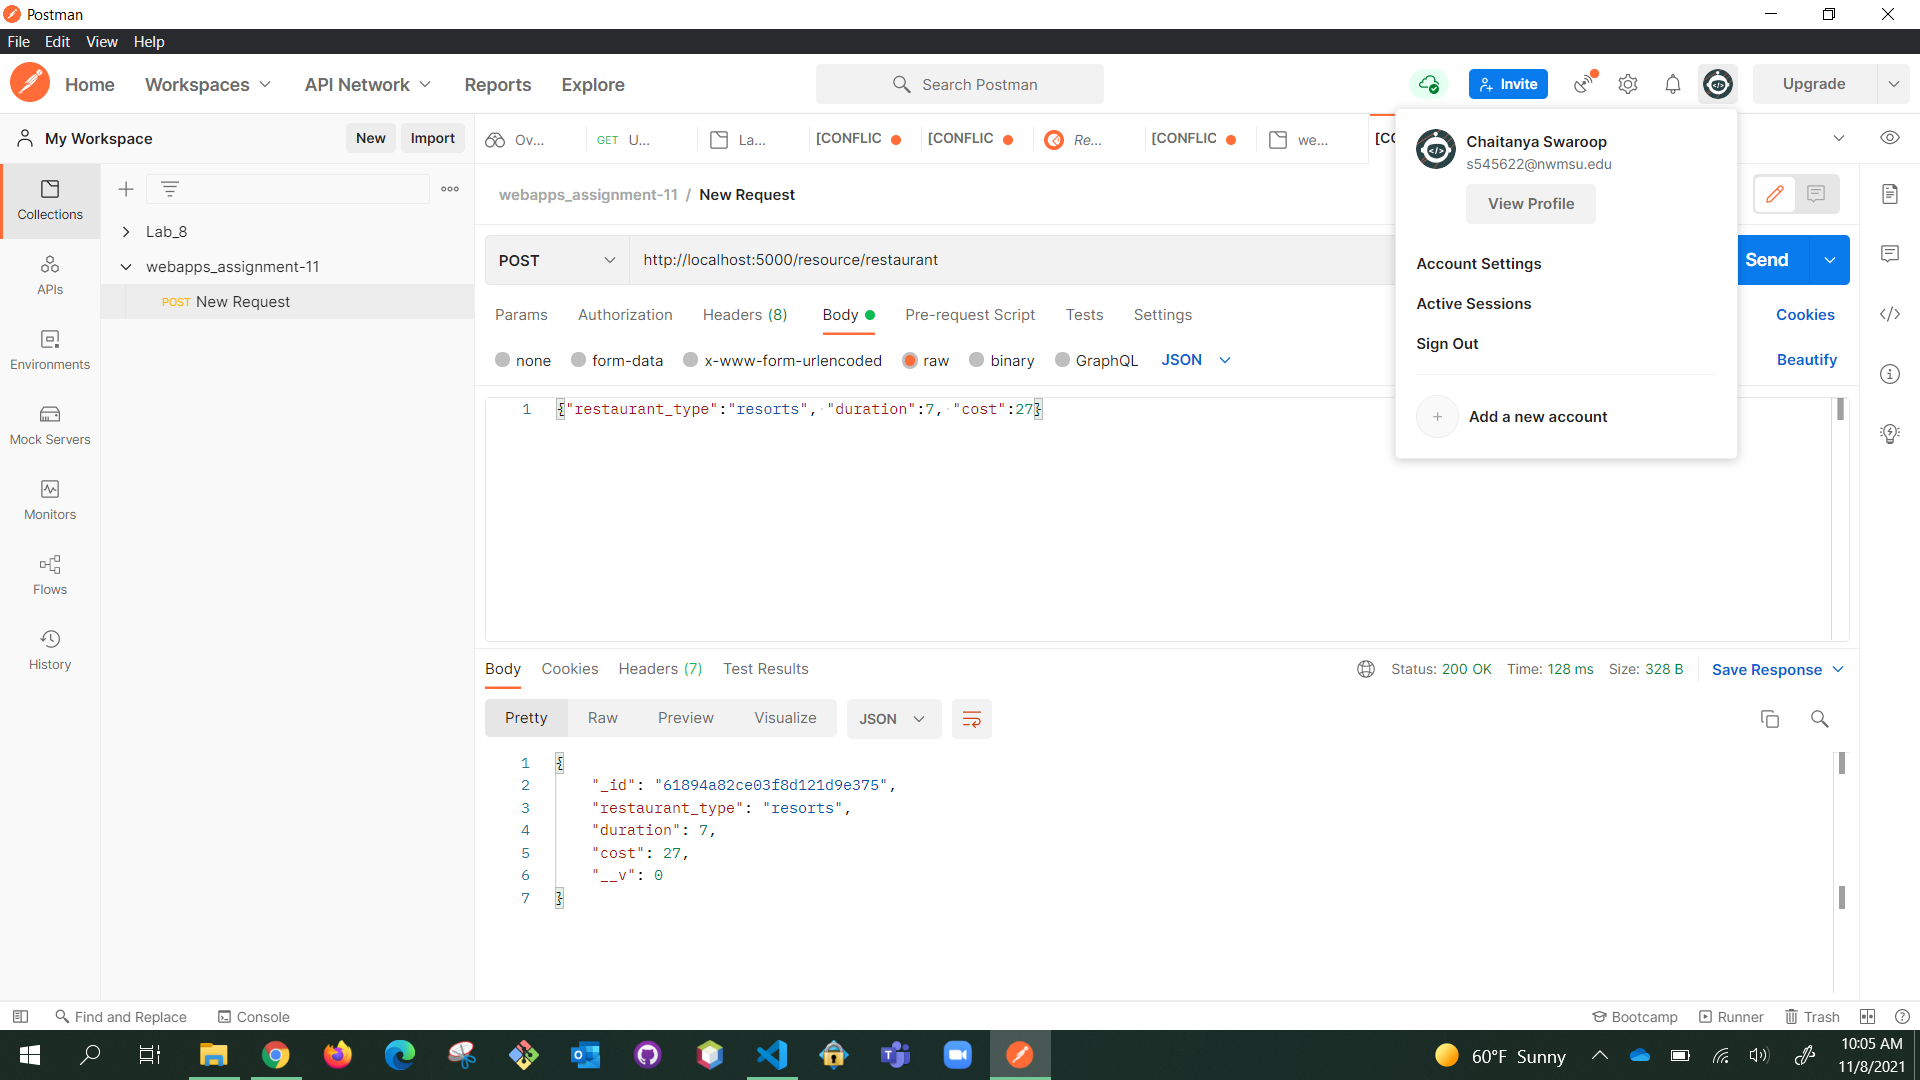 Postman
File Edit View Help
Home Workspaces API Network Reports Explore
Search Postman
Invite
Upgrade
My Workspace
New Import
Ov...
GET U...
La...
[CONFLIC
[CONFLIC
Re...
[CONFLIC
we...
[CO
Collections
APIs
Environments
Mock Servers
Monitors
Flows
History
Lab_8
webapps_assignment-11
POST New Request
webapps_assignment-11 / New Request
POST http://localhost:5000/resource/restaurant
Send
Params Authorization Headers (8) Body Pre-request Script Tests Settings
Cookies
none form-data x-www-form-urlencoded raw binary GraphQL JSON
Beautify
1 {"restaurant_type":"resorts", "duration":7, "cost":27}
Chaitanya Swaroop
s545622@nwmsu.edu
View Profile
Account Settings
Active Sessions
Sign Out
+ Add a new account
Body Cookies Headers (7) Test Results
Status: 200 OK Time: 128 ms Size: 328 B Save Response
Pretty Raw Preview Visualize JSON
1 {
2 "_id": "61894a82ce03f8d121d9e375",
3 "restaurant_type": "resorts",
4 "duration": 7,
5 "cost": 27,
6 "__v": 0
7 }
Find and Replace Console
Bootcamp Runner Trash
60°F Sunny
10:05 AM
11/8/2021